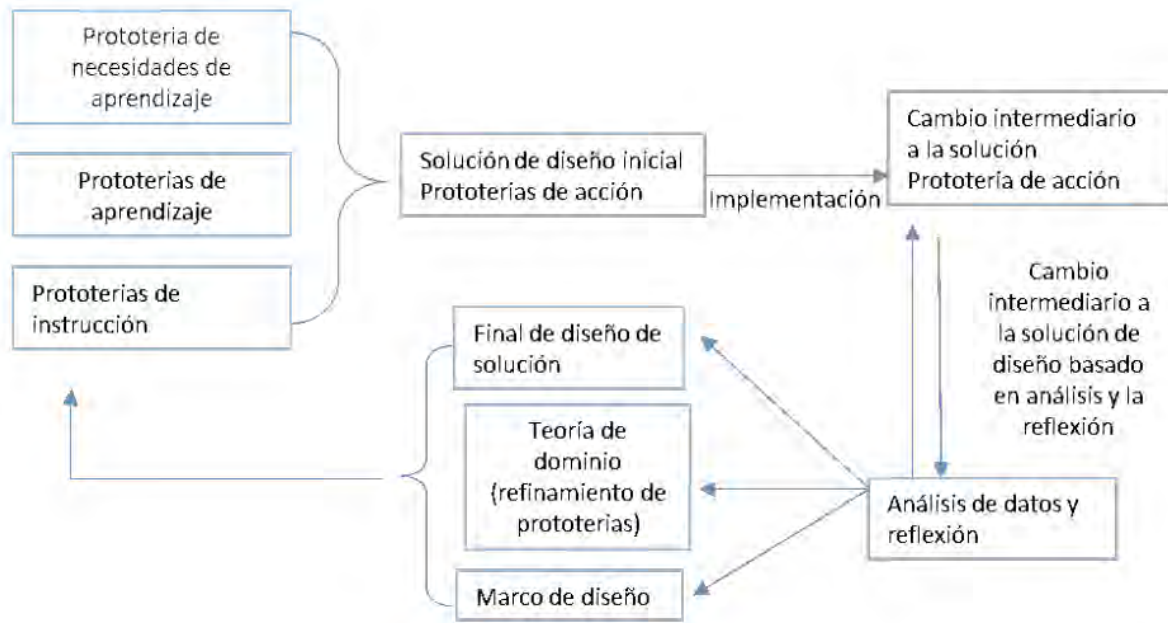 Prototeria de
necesidades de
aprendizaje
Prototerias de
aprendizaje
Prototerias de
instrucción
Solución de diseño inicial
Prototerias de acción
Implementación
Cambio intermediario
a la solución
Prototería de acción
Cambio
intermediario a
la solución de
diseño basado
en análisis y la
reflexión
Análisis de datos y
reflexión
Final de diseño de
solución
Teoría de
dominio
(refinamiento de
prototerias)
Marco de diseño